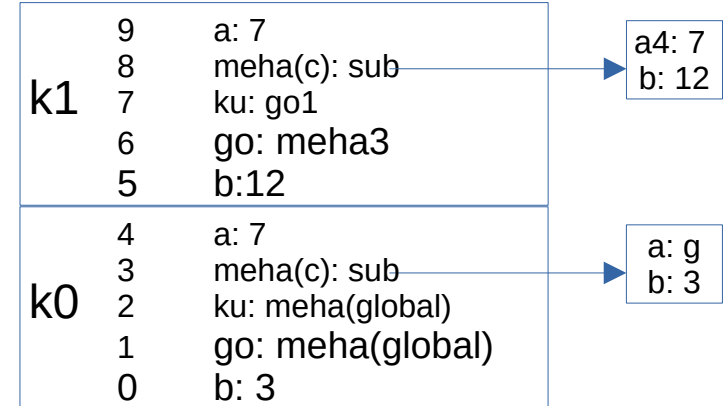 k1
9 a: 7
8 meha(c): sub
7 ku: go1
6 go: meha3
5 b:12
a4: 7
b: 12
k0
4 a: 7
3 meha(c): sub
2 ku: meha(global)
1 go: meha(global)
0 b: 3
a: g
b: 3